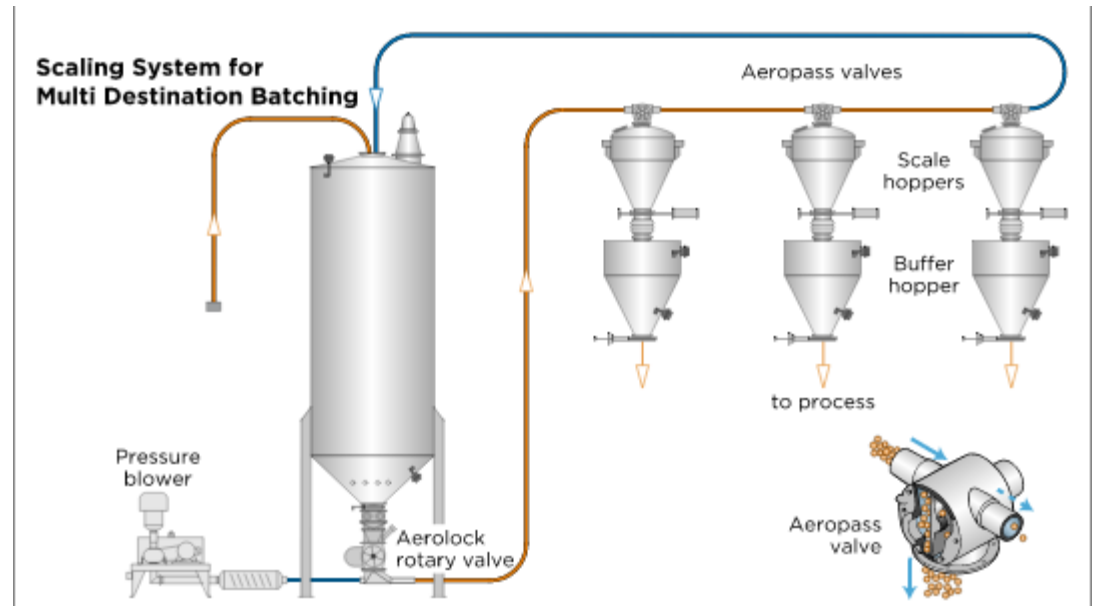 Scaling System for
Multi Destination Batching
Aeropass valves
Scale
hoppers
Buffer
hopper
to process
Pressure
blower
Aerolock
rotary valve
Aeropass
valve